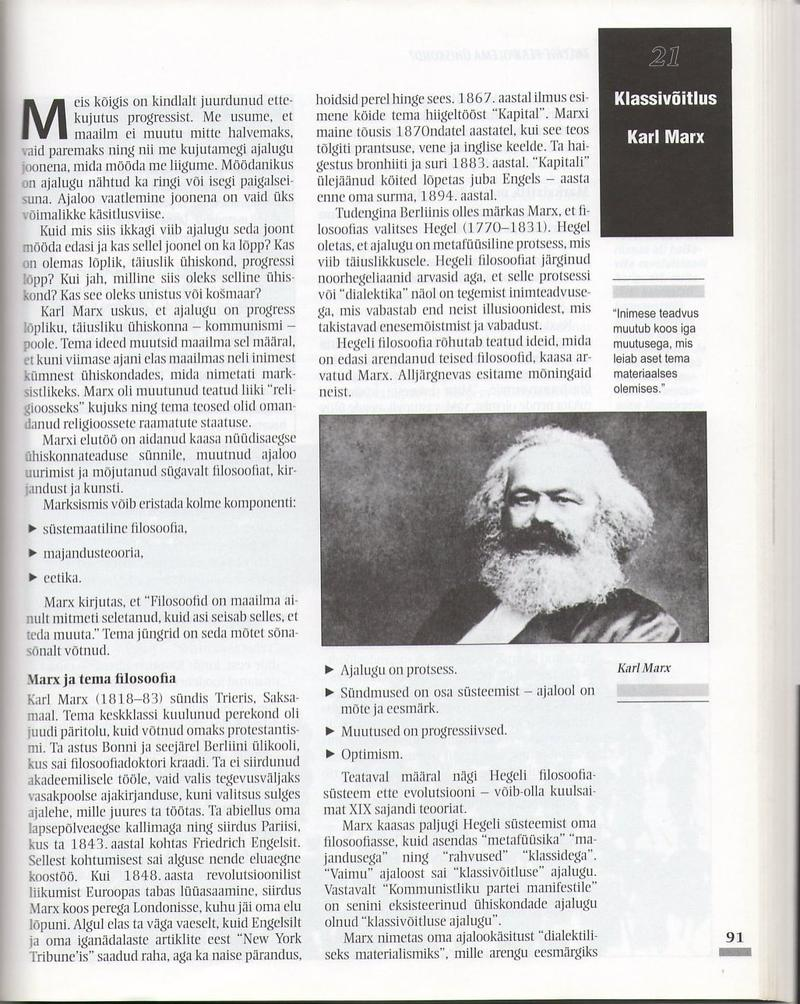 21
Klassivõitlus
Karl Marx
Meis kõigis on kindlalt juurdunud ette-
kujutus progressist. Me usume, et
maailm ei muutu mitte halvemaks,
vaid paremaks ning nii me kujutamegi ajalugu
joonena, mida mööda me liigume. Möödanikus
on ajalugu nähtud ka ringi või isegi paigalsei-
suna. Ajaloo vaatlemine joonena on vaid üks
võimalikke käsitlusviise.
Kuid mis siis ikkagi viib ajalugu seda joont
mööda edasi ja kas sellel joonel on ka lõpp? Kas
on olemas lõplik, täiuslik ühiskond, progressi
lõpp? Kui jah, milline siis oleks selline ühis-
kond? Kas see oleks unistus või košmaar?
Karl Marx uskus, et ajalugu on progress
lõpliku, täiusliku ühiskonna – kommunismi –
poole. Tema ideed muutsid maailma sel määral,
et kuni viimase ajani elas maailmas neli inimest
kümnest ühiskondades, mida nimetati mark-
sistlikeks. Marx oli muutunud teatud liiki “reli-
gioosseks” kujuks ning tema teosed olid oman-
danud religioossete raamatute staatuse.
Marxi elutöö on aidanud kaasa nüüdisaegse
ühiskonnateaduse sünnile, muutnud ajaloo
uurimist ja mõjutanud sügavalt filosoofiat, kir-
jandust ja kunsti.
Marksismis võib eristada kolme komponenti:
► süstemaatiline filosoofia,
► majandusteooria,
► eetika.
Marx kirjutas, et “Filosoofid on maailma ai-
nult mitmeti seletanud, kuid asi seisab selles, et
teda muuta.” Tema jüngrid on seda mõtet sõna-
sõnalt võtnud.
Marx ja tema filosoofia
Karl Marx (1818–83) sündis Trieris, Saksa-
maal. Tema keskklassi kuulunud perekond oli
juudi päritolu, kuid võtnud omaks protestantis-
mi. Ta astus Bonni ja seejärel Berliini ülikooli,
kus sai filosoofiadoktori kraadi. Ta ei siirdunud
akadeemilisele tööle, vaid valis tegevusväljaks
vasakpoolse ajakirjanduse, kuni valitsus sulges
ajalehe, mille juures ta töötas. Ta abiellus oma
lapsepõlveaegse kallimaga ning siirdus Pariisi,
kus ta 1843. aastal kohtas Friedrich Engelsit.
Sellest kohtumisest sai alguse nende eluaegne
koostöö. Kui 1848. aasta revolutsioonilist
liikumist Euroopas tabas lüüasaamine, siirdus
Marx koos perega Londonisse, kuhu jäi oma elu
lõpuni. Algul elas ta väga vaeselt, kuid Engelsilt
ja oma iganädalaste artiklite eest “New York
Tribune'is” saadud raha, aga ka naise pärandus,
hoidsid perel hinge sees. 1867. aastal ilmus esi-
mene köide tema hiigeltööst “Kapital”. Marxi
maine tõusis 1870ndatel aastatel, kui see teos
tõlgiti prantsuse, vene ja inglise keelde. Ta hai-
gestus bronhiiti ja suri 1883. aastal. “Kapitali”
ülejäänud köited lõpetas juba Engels – aasta
enne oma surma, 1894. aastal.
Tudengina Berliinis olles märkas Marx, et fi-
losoofias valitses Hegel (1770–1831). Hegel
oletas, et ajalugu on metafüüsiline protsess, mis
viib täiuslikkusele. Hegeli filosoofiat järginud
noorhegeliaanid arvasid aga, et selle protsessi
või “dialektika” näol on tegemist inimteadvuse-
ga, mis vabastab end neist illusioonidest, mis
takistavad enesemõistmist ja vabadust.
Hegeli filosoofia rõhutab teatud ideid, mida
on edasi arendanud teised filosoofid, kaasa ar-
vatud Marx. Alljärgnevas esitame mõningaid
neist.
► Ajalugu on protsess.
► Sündmused on osa süsteemist – ajalool on
mõte ja eesmärk.
► Muutused on progressiivsed.
► Optimism.
Teataval määral nägi Hegeli filosoofia-
süsteem ette evolutsiooni – võib-olla kuulsai-
mat XIX sajandi teooriat.
Marx kaasas paljugi Hegeli süsteemist oma
filosoofiasse, kuid asendas “metafüüsika” “ma-
jandusega” ning “rahvused” “klassidega”.
“Vaimu” ajaloost sai “klassivõitluse” ajalugu.
Vastavalt “Kommunistliku partei manifestile”
on senini eksisteerinud ühiskondade ajalugu
olnud “klassivõitluse ajalugu”.
Marx nimetas oma ajalookäsitust “dialektili-
seks materialismiks”, mille arengu eesmärgiks
“Inimese teadvus
muutub koos iga
muutusega, mis
leiab aset tema
materiaalses
olemises.”
Karl Marx
91